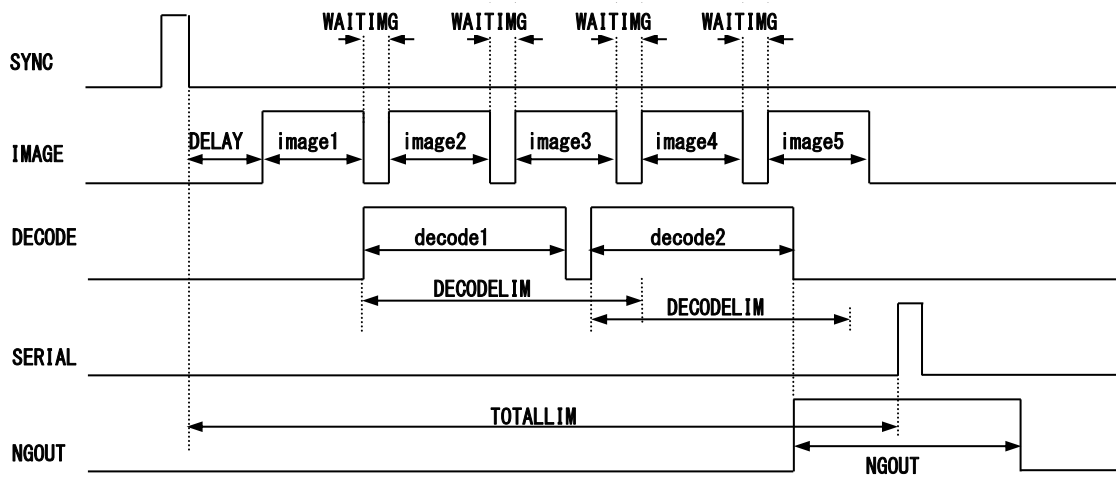 WAITIMG WAITIMG WAITIMG WAITIMG
SYNC
DELAY image1 image2 image3 image4 image5
IMAGE
DECODE decode1 decode2
DECODELIM
DECODELIM
SERIAL
TOTALLIM
NGOUT NGOUT